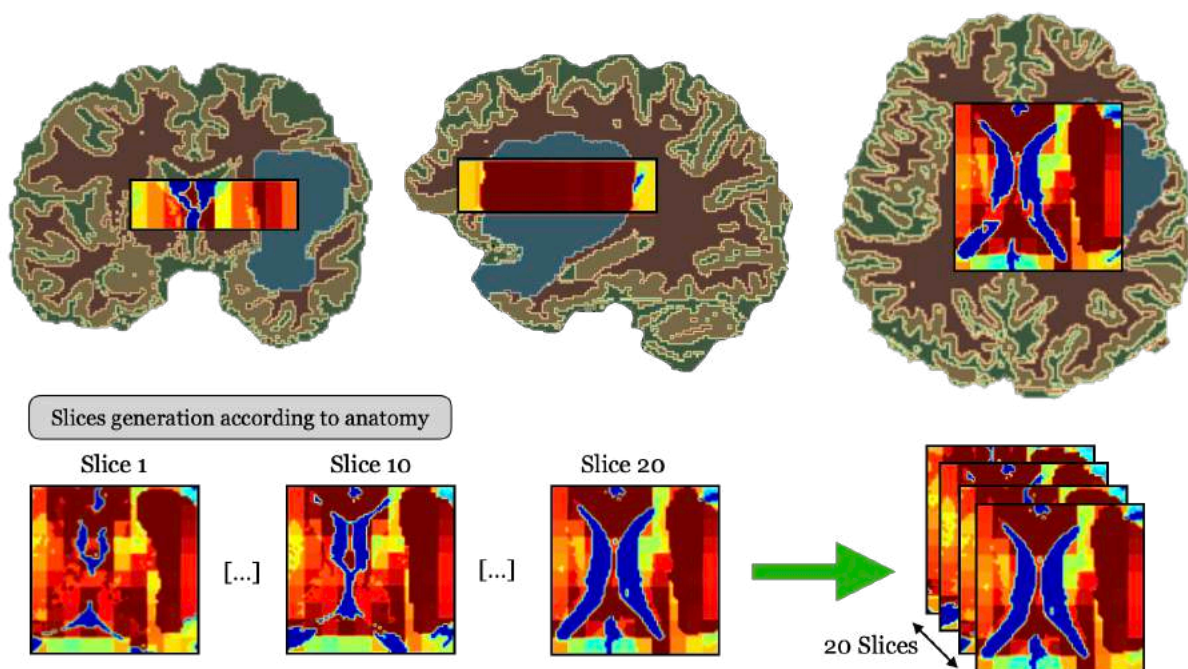 Slices generation according to anatomy
Slice 1
Slice 10
Slice 20
[...]
[...]
20 Slices